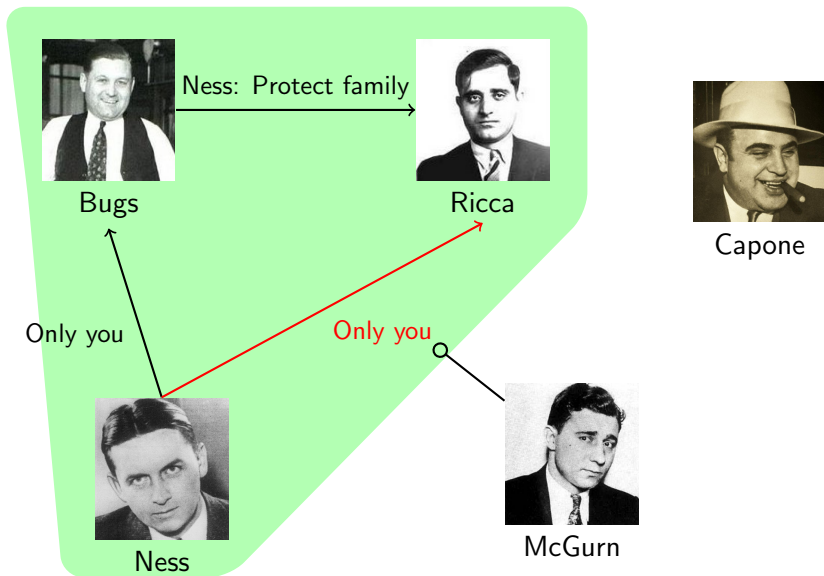 Ness: Protect family
Bugs
Ricca
Capone
Only you
Only you
McGurn
Ness